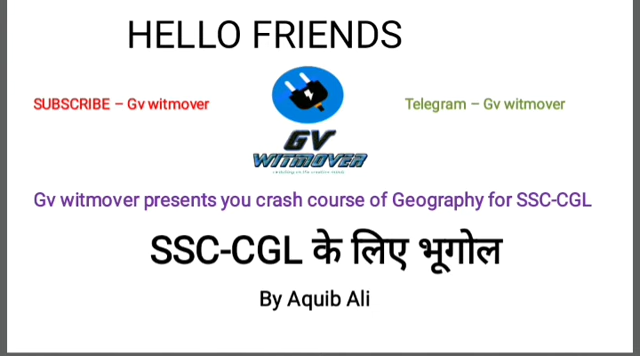 HELLO FRIENDS
SUBSCRIBE – Gv witmover
Telegram – Gv witmover
GV
WITMOVER
Gv witmover presents you crash course of Geography for SSC-CGL
SSC-CGL के लिए भूगोल
By Aquib Ali